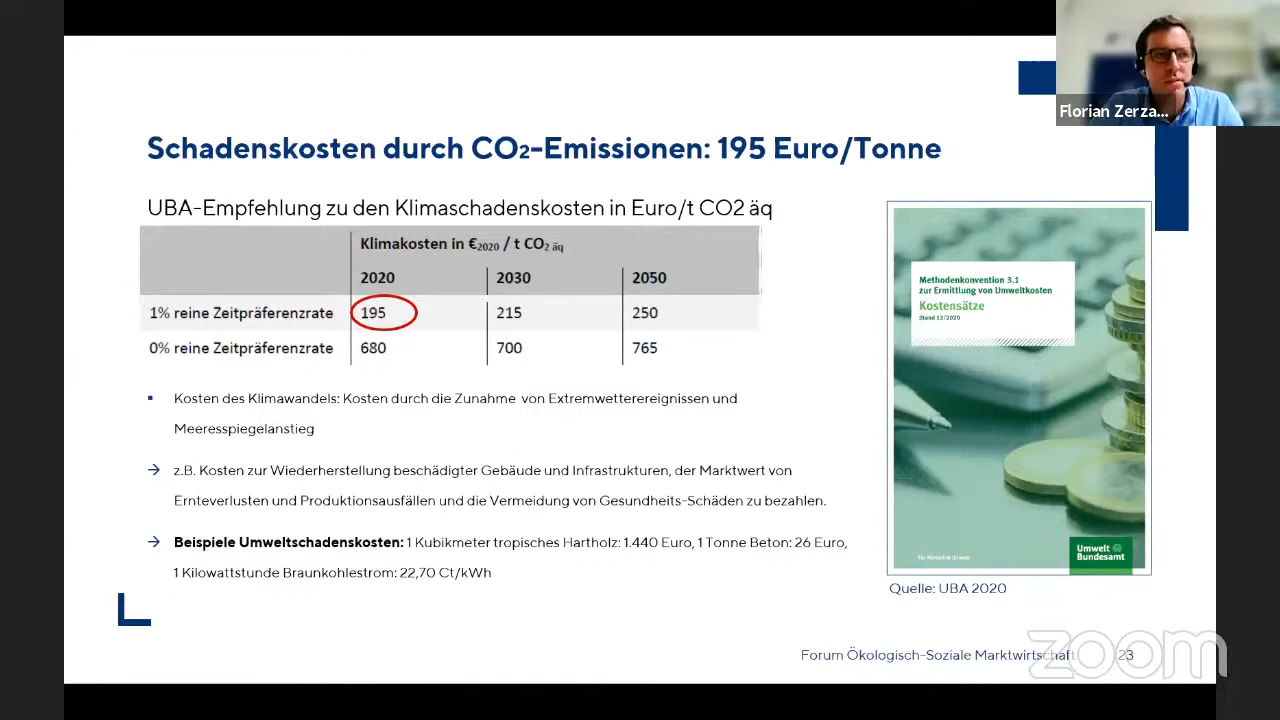 Florian Zerza...
Schadenskosten durch CO₂-Emissionen: 195 Euro/Tonne
UBA-Empfehlung zu den Klimaschadenskosten in Euro/t CO2 äq
Klimakosten in €₂₀₂₀ / t CO₂ äq
2020 2030 2050
1% reine Zeitpräferenzrate 195 215 250
0% reine Zeitpräferenzrate 680 700 765
▪ Kosten des Klimawandels: Kosten durch die Zunahme von Extremwetterereignissen und
Meeresspiegelanstieg
→ z.B. Kosten zur Wiederherstellung beschädigter Gebäude und Infrastrukturen, der Marktwert von
Ernteverlusten und Produktionsausfällen und die Vermeidung von Gesundheits-Schäden zu bezahlen.
→ Beispiele Umweltschadenskosten: 1 Kubikmeter tropisches Hartholz: 1.440 Euro, 1 Tonne Beton: 26 Euro,
1 Kilowattstunde Braunkohlestrom: 22,70 Ct/kWh
Methodenkonvention 3.1
zur Ermittlung von Umweltkosten
Kostensätze
Stand 12/2020
Für Mensch & Umwelt
Umwelt
Bundesamt
Quelle: UBA 2020
Forum Ökologisch-Soziale Marktwirtschaft 23
zoom